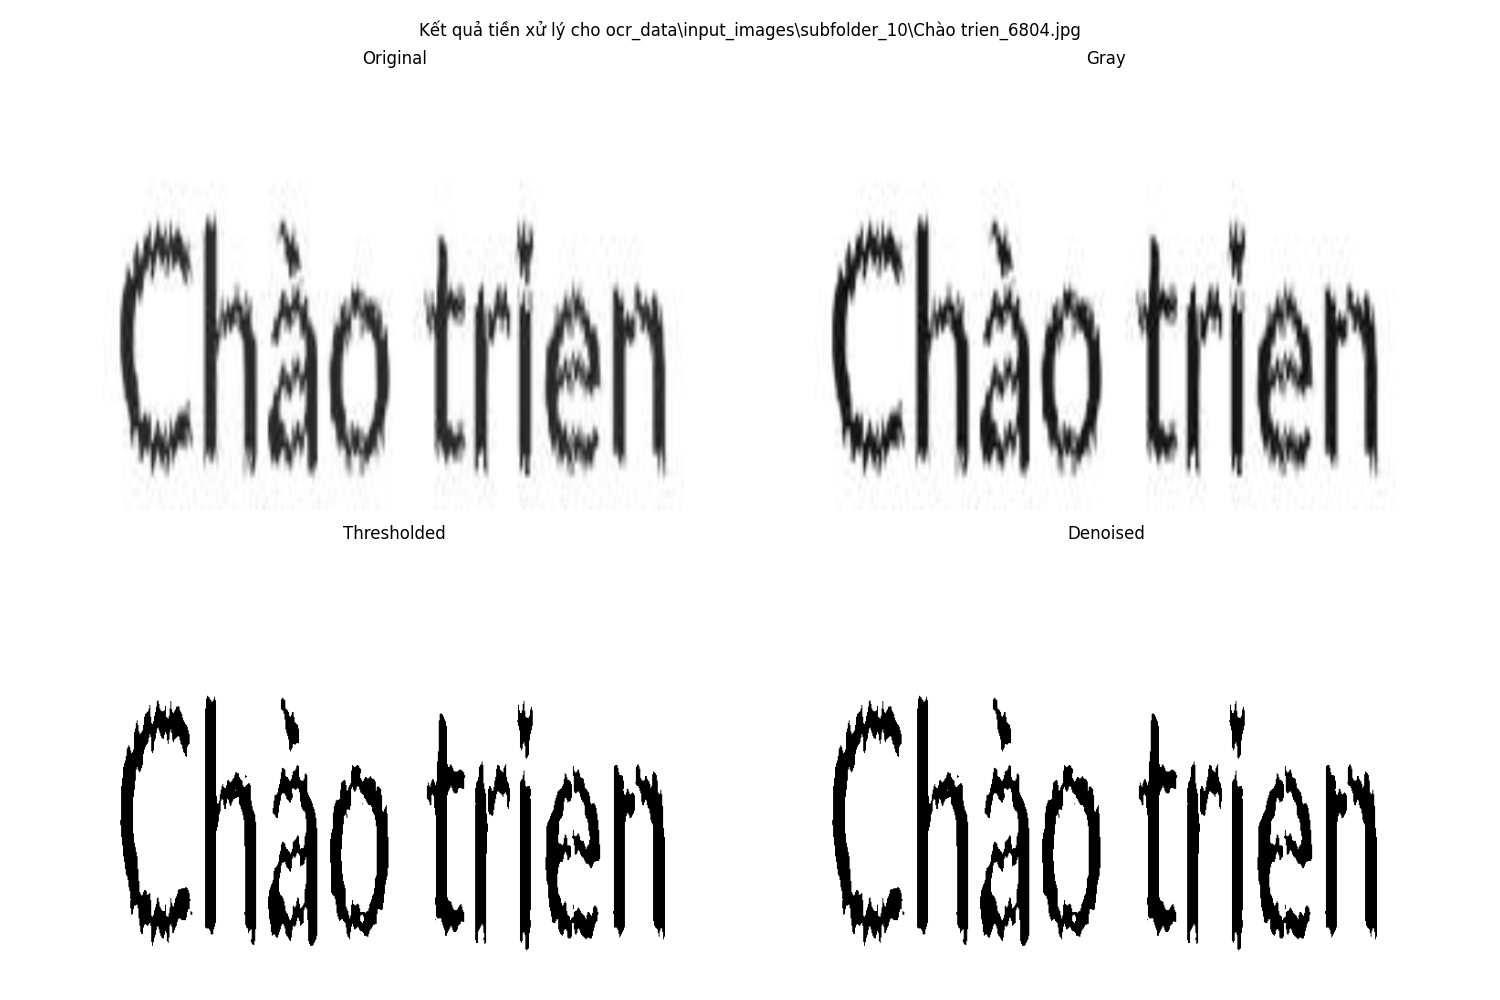 Kết quả tiền xử lý cho ocr_data\input_images\subfolder_10\Chào trien_6804.jpg
Original
Gray
Chào trien
Chào trien
Thresholded
Denoised
Chào trien
Chào trien